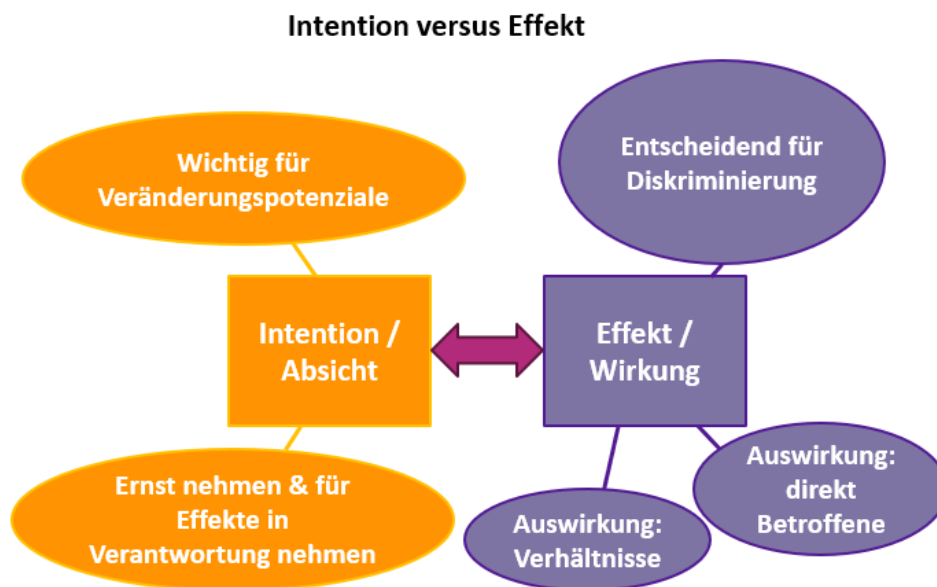 Intention versus Effekt
Wichtig für
Veränderungspotenziale
Entscheidend für
Diskriminierung
Intention /
Absicht
Effekt /
Wirkung
Ernst nehmen & für
Effekte in
Verantwortung nehmen
Auswirkung:
Verhältnisse
Auswirkung:
direkt
Betroffene